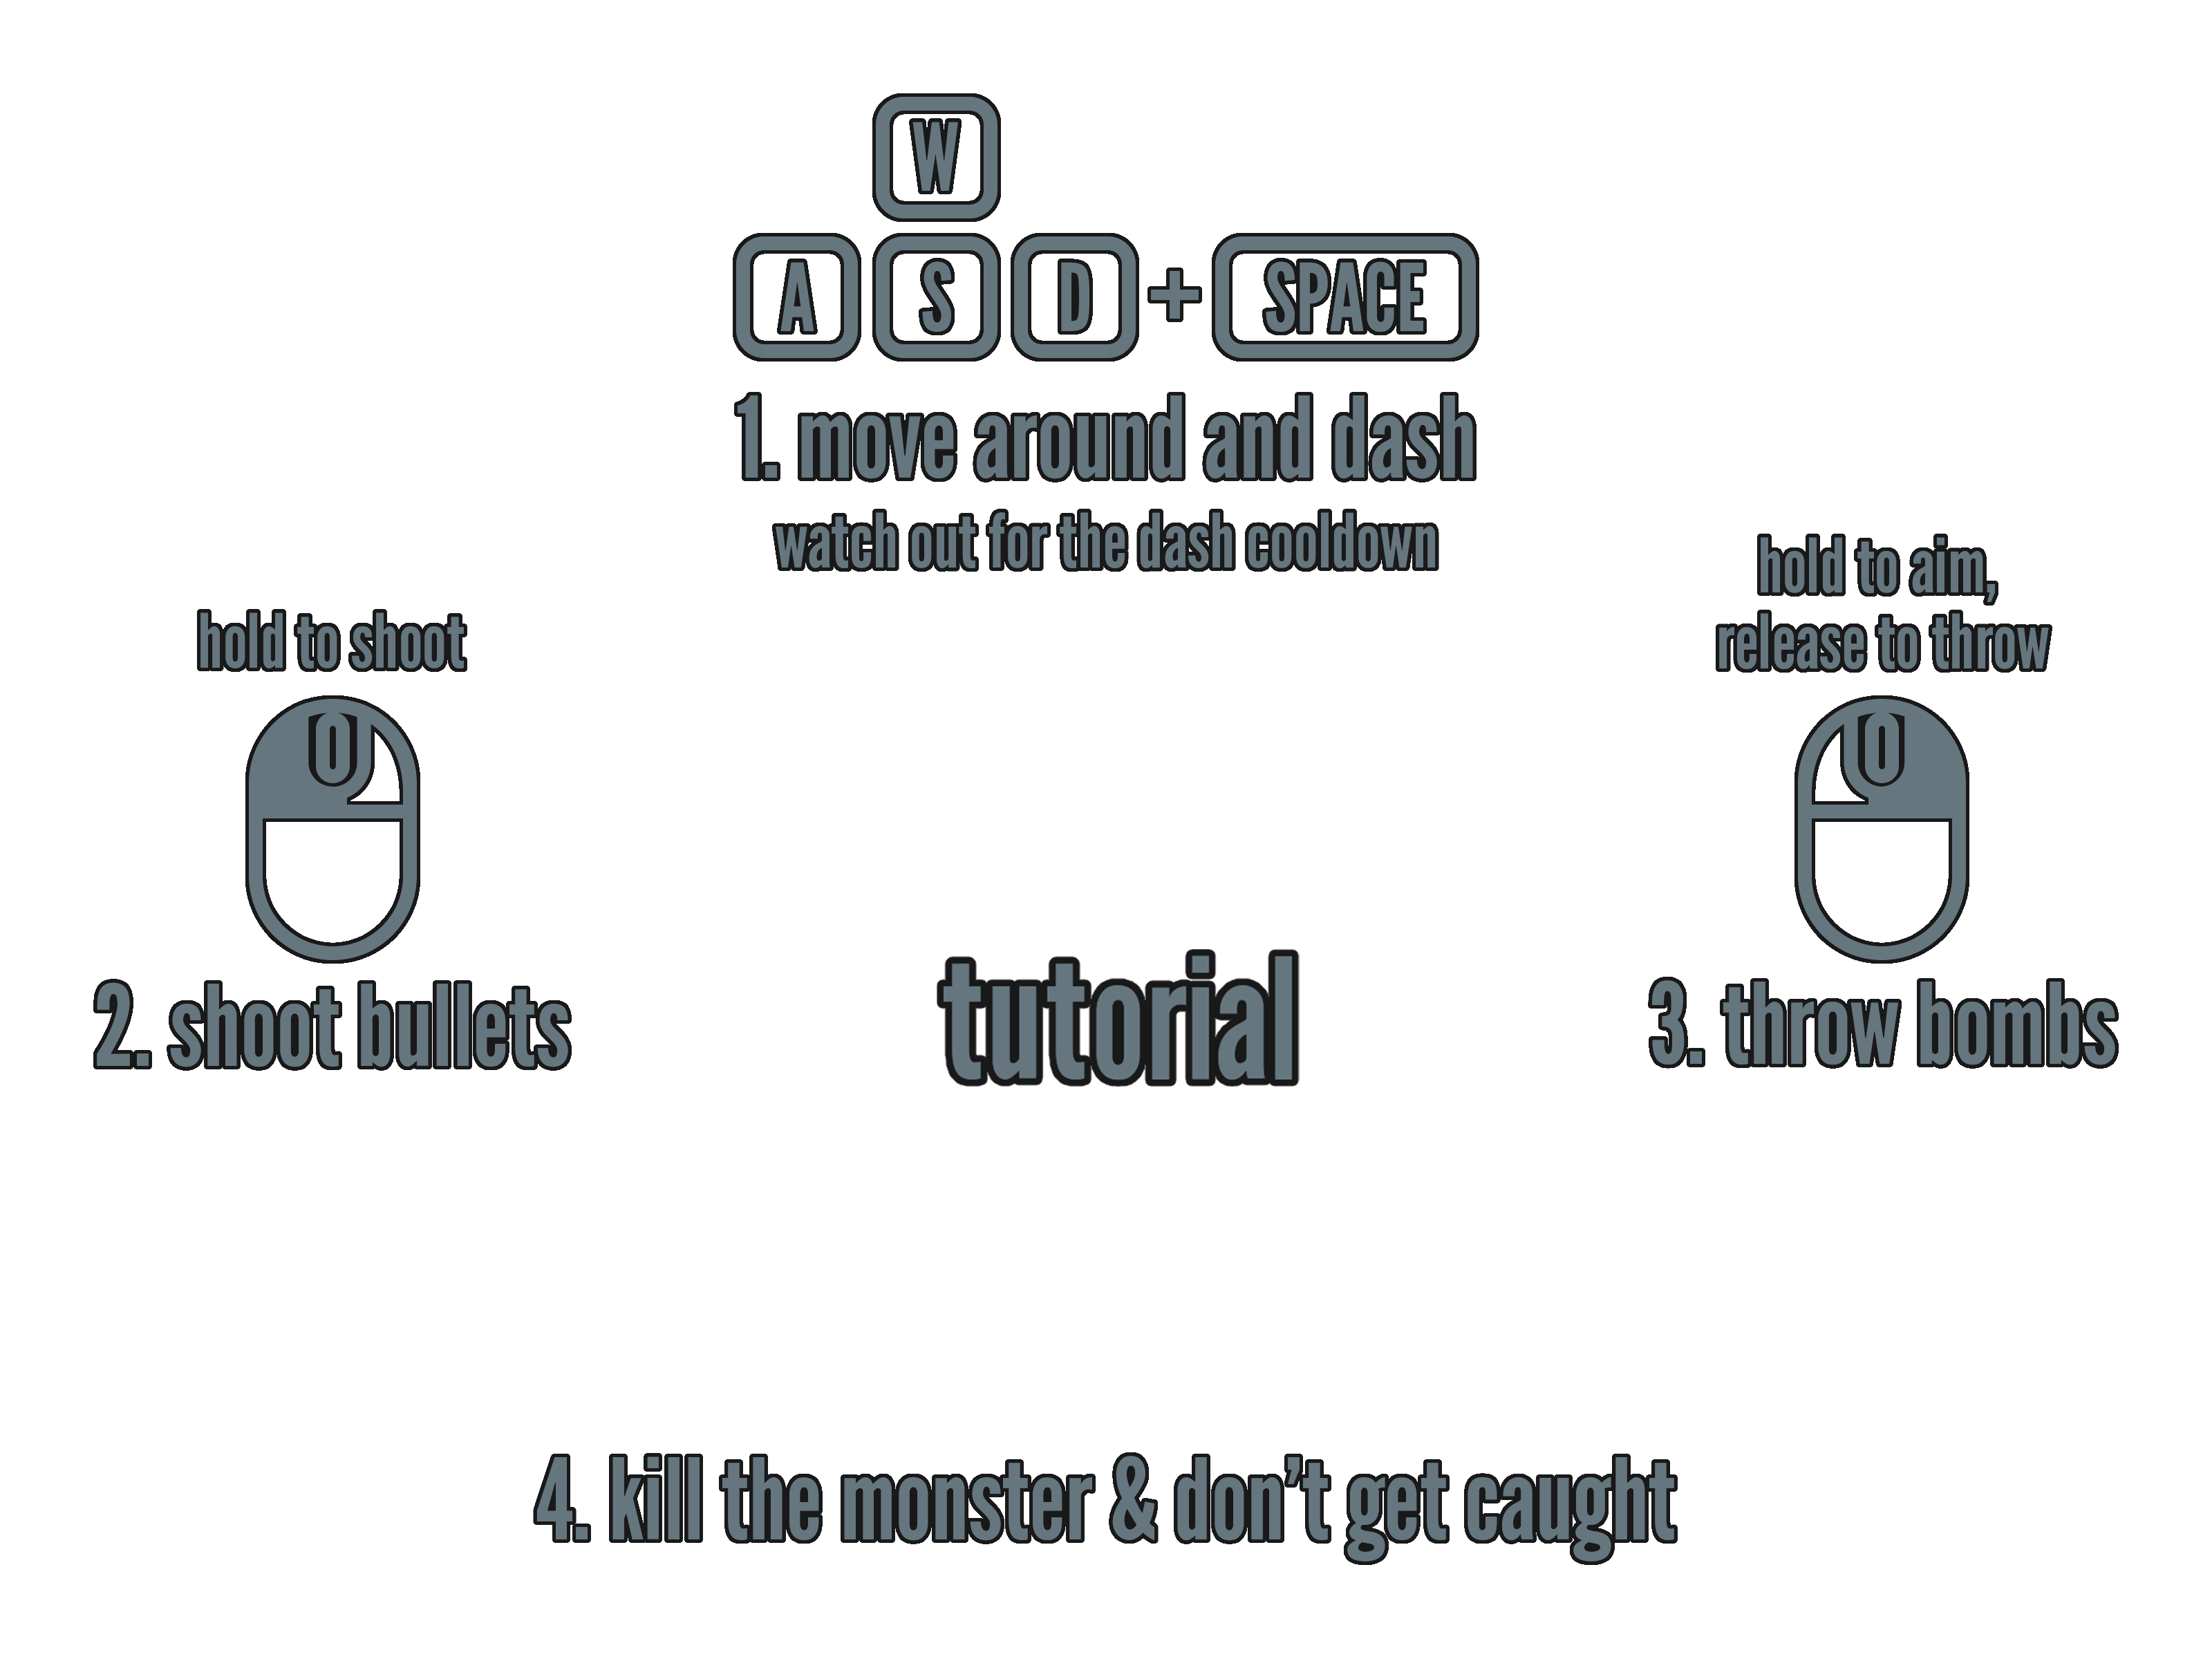 W
A S D + SPACE
1. move around and dash
watch out for the dash cooldown
hold to shoot
2. shoot bullets
hold to aim,
release to throw
3. throw bombs
tutorial
4. kill the monster & don’t get caught